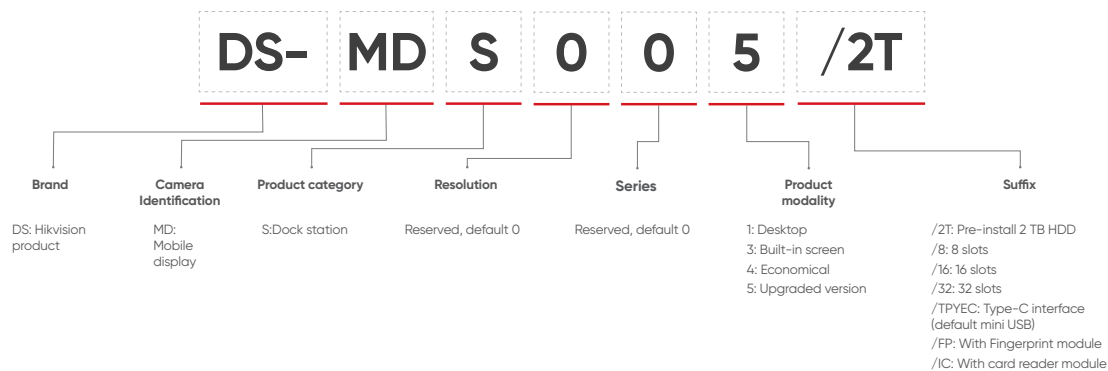 DS- MD S 0 0 5 /2T
Brand
Camera
Identification
Product category
Resolution
Series
Product
modality
Suffix
DS: Hikvision
product
MD:
Mobile
display
S:Dock station
Reserved, default 0
Reserved, default 0
1: Desktop
3: Built-in screen
4: Economical
5: Upgraded version
/2T: Pre-install 2 TB HDD
/8: 8 slots
/16: 16 slots
/32: 32 slots
/TPYEC: Type-C interface
(default mini USB)
/FP: With Fingerprint module
/IC: With card reader module